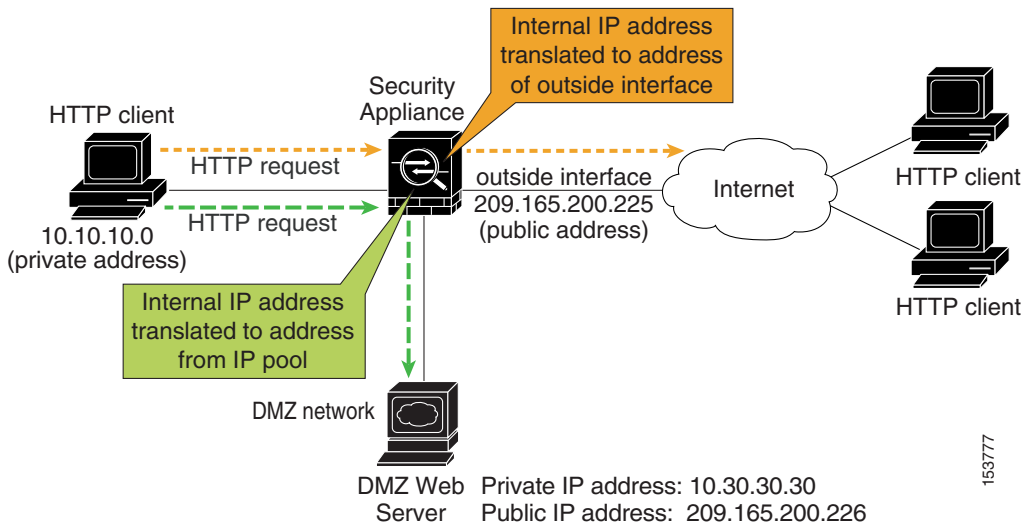 Internal IP address
translated to address
of outside interface
Security
Appliance
HTTP client
HTTP request
HTTP request
10.10.10.0
(private address)
outside interface
209.165.200.225
(public address)
Internet
HTTP client
HTTP client
Internal IP address
translated to address
from IP pool
DMZ network
DMZ Web
Server
Private IP address: 10.30.30.30
Public IP address: 209.165.200.226
153777